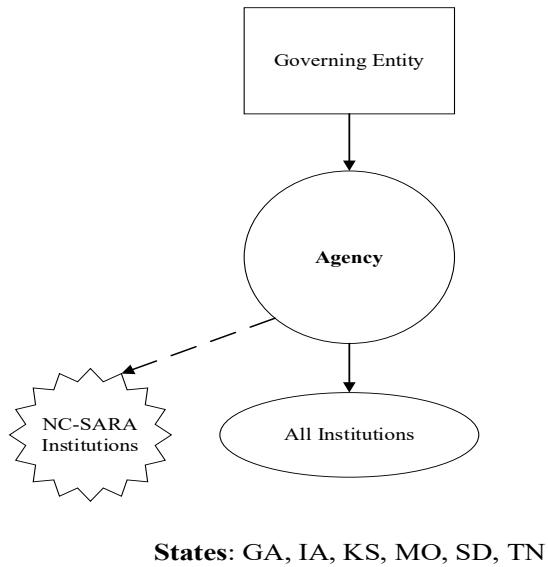 Governing Entity
Agency
NC-SARA
Institutions
All Institutions
States: GA, IA, KS, MO, SD, TN